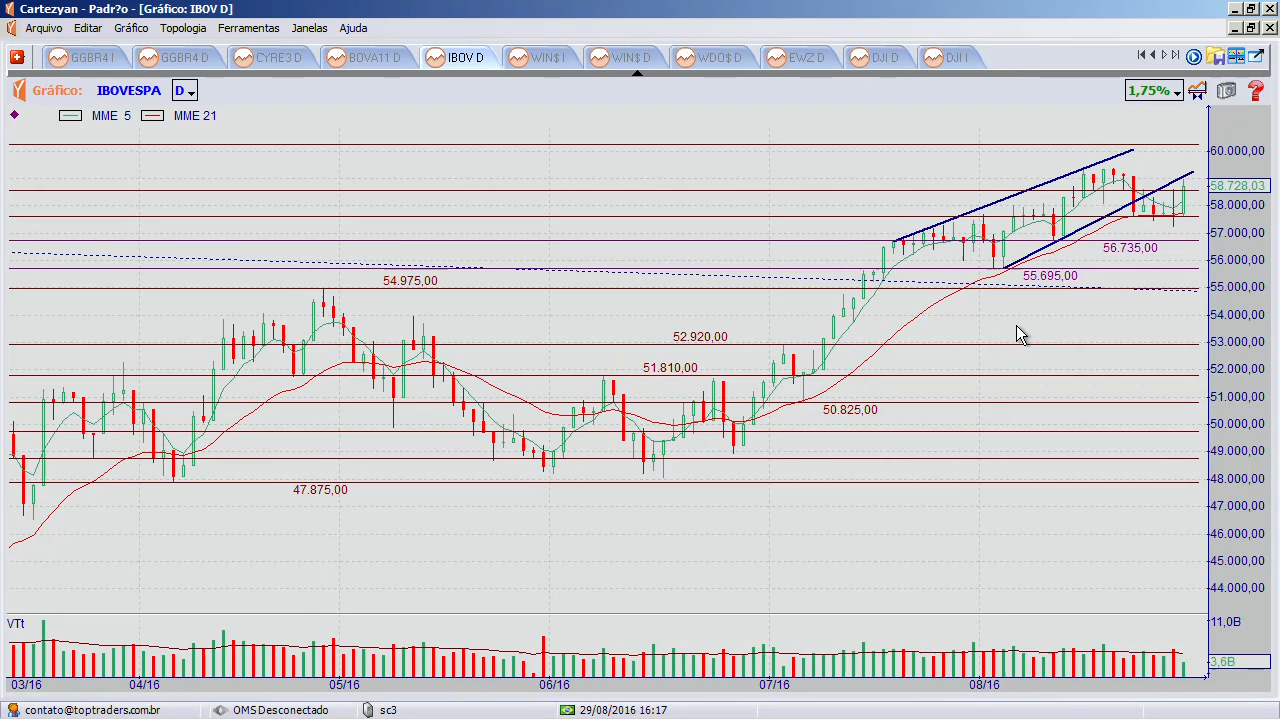 Cartezyan - Padr?o - [Gráfico: IBOV D]
Arquivo Editar Gráfico Topologia Ferramentas Janelas Ajuda
GGBR4 I GGBR4 D CYRE3 D BOVA11 D IBOV D WIN$ I WIN$ D WDO$ D EWZ D DJI D DJI I
Gráfico: IBOVESPA D 1,75%
MME 5 MME 21
60.000,00
58.728,03
58.000,00
57.000,00
56.735,00
56.000,00
55.695,00
54.975,00
55.000,00
54.000,00
52.920,00
53.000,00
51.810,00
52.000,00
51.000,00
50.825,00
50.000,00
49.000,00
48.000,00
47.875,00
47.000,00
46.000,00
45.000,00
44.000,00
VTt
11,0B
3,6B
03/16 04/16 05/16 06/16 07/16 08/16
contato@toptraders.com.br OMS Desconectado sc3 29/08/2016 16:17